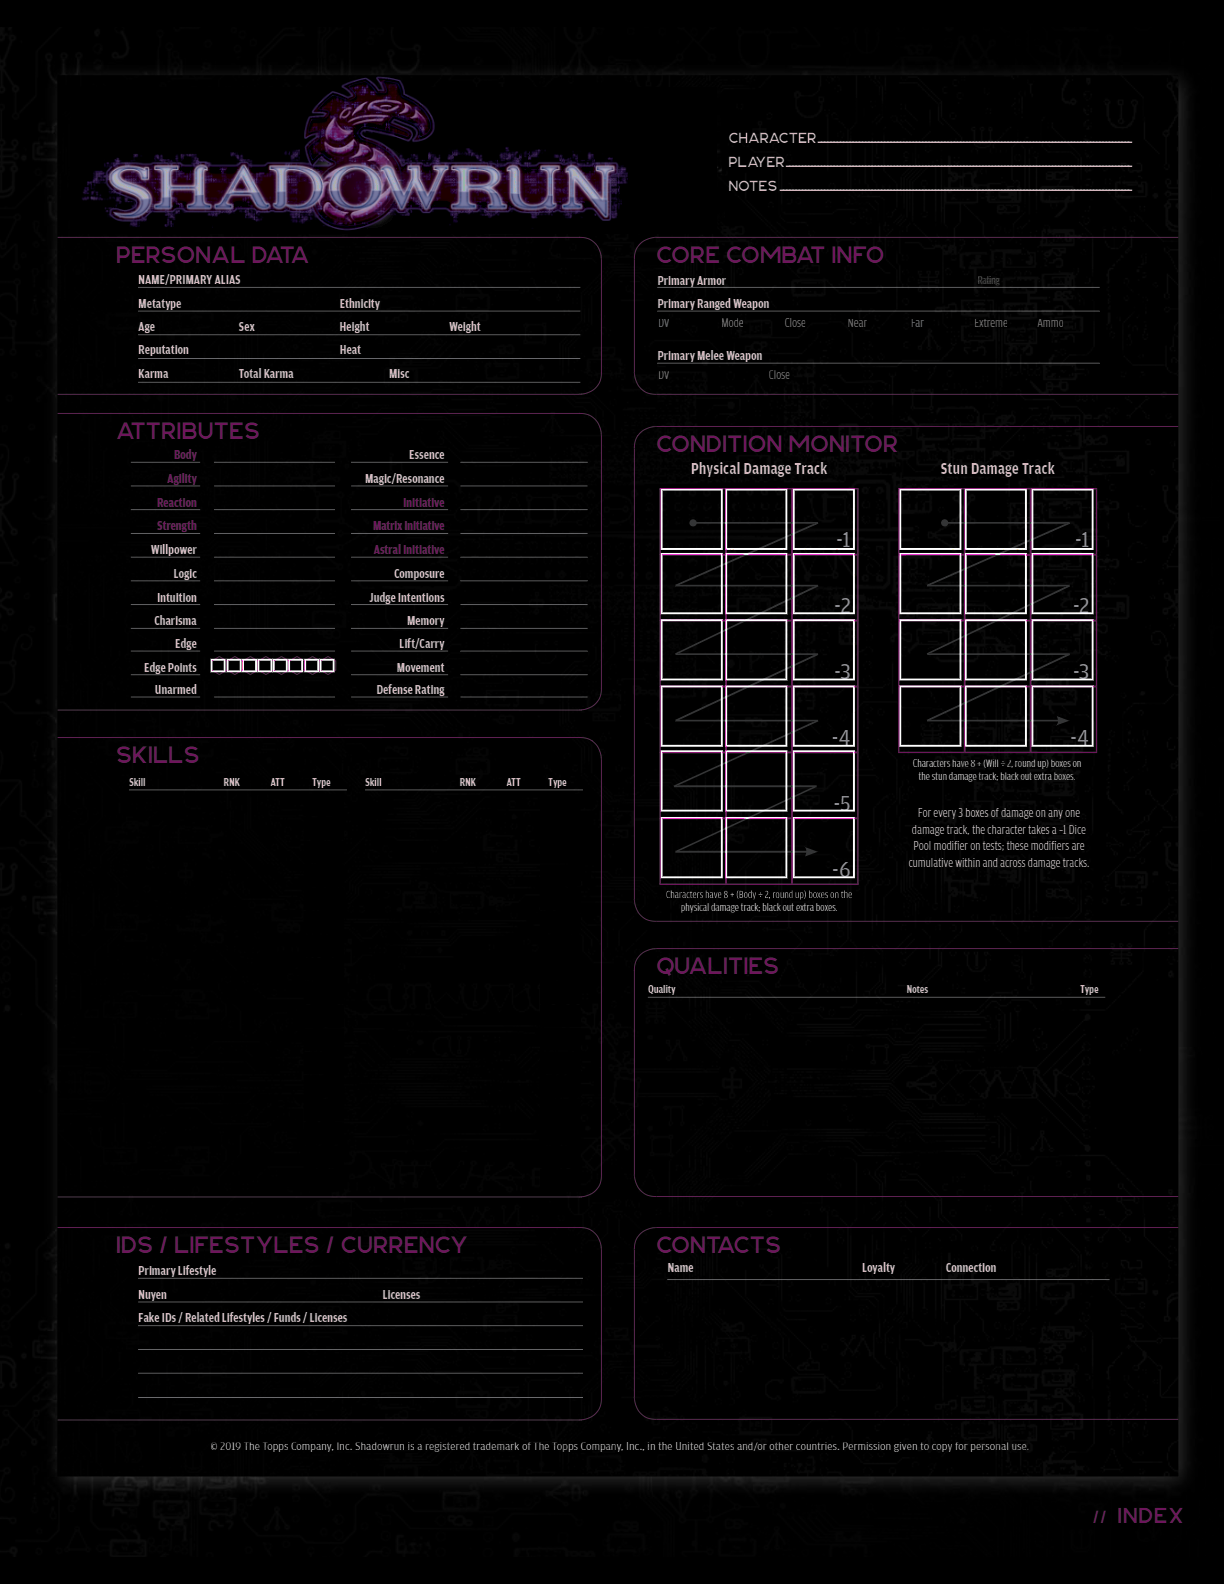 SHADOWRUN
CHARACTER
PLAYER
NOTES
PERSONAL DATA
NAME/PRIMARY ALIAS
Metatype Ethnicity
Age Sex Height Weight
Reputation Heat
Karma Total Karma Misc
CORE COMBAT INFO
Primary Armor Rating
Primary Ranged Weapon
DV Mode Close Near Far Extreme Ammo
Primary Melee Weapon
DV Close
ATTRIBUTES
Body Essence
Agility Magic/Resonance
Reaction Initiative
Strength Matrix Initiative
Willpower Astral Initiative
Logic Composure
Intuition Judge Intentions
Charisma Memory
Edge Lift/Carry
Edge Points Movement
Unarmed Defense Rating
CONDITION MONITOR
Physical Damage Track
-1
-2
-3
-4
-5
-6
Characters have 8 + (Body ÷ 2, round up) boxes on the
physical damage track; black out extra boxes.
Stun Damage Track
-1
-2
-3
-4
Characters have 8 + (Will ÷ 2, round up) boxes on
the stun damage track; black out extra boxes.
For every 3 boxes of damage on any one
damage track, the character takes a -1 Dice
Pool modifier on tests; these modifiers are
cumulative within and across damage tracks.
SKILLS
Skill RNK ATT Type Skill RNK ATT Type
QUALITIES
Quality Notes Type
IDS / LIFESTYLES / CURRENCY
Primary Lifestyle
Nuyen Licenses
Fake IDs / Related Lifestyles / Funds / Licenses
CONTACTS
Name Loyalty Connection
© 2019 The Topps Company, Inc. Shadowrun is a registered trademark of The Topps Company, Inc., in the United States and/or other countries. Permission given to copy for personal use.
// INDEX